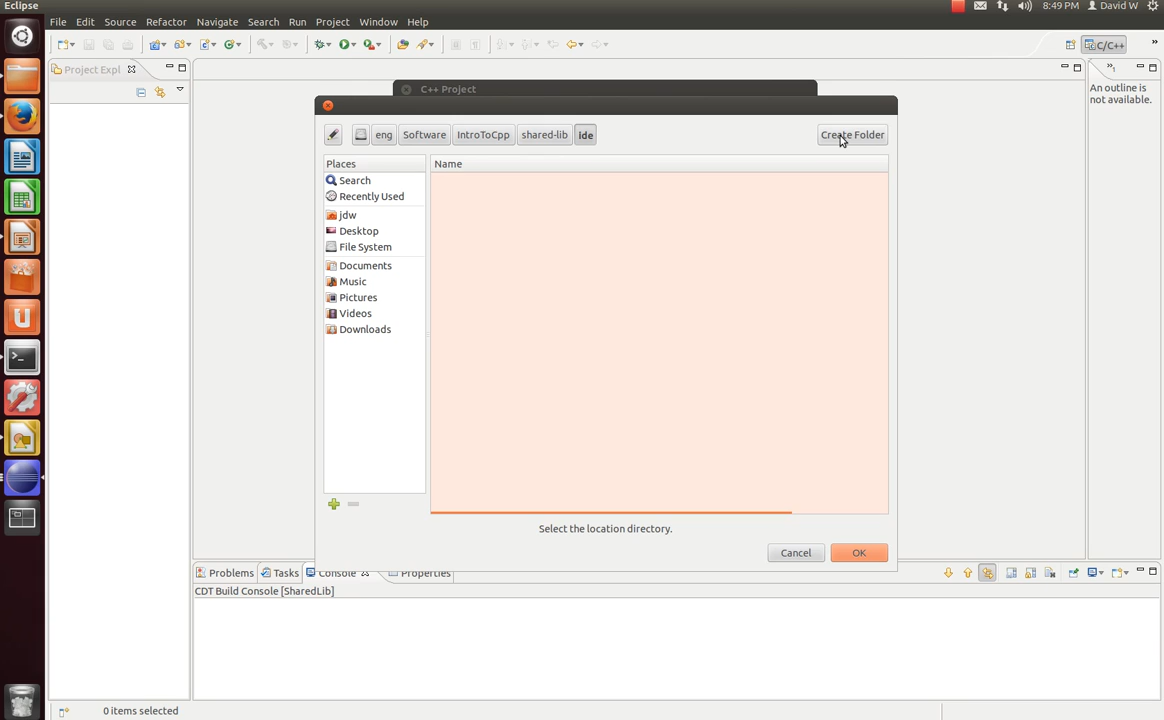 Eclipse
8:49 PM David W
File Edit Source Refactor Navigate Search Run Project Window Help
C/C++
Project Expl
C++ Project
An outline is
not available.
eng Software IntroToCpp shared-lib ide Create Folder
Places
Name
Search
Recently Used
jdw
Desktop
File System
Documents
Music
Pictures
Videos
Downloads
Select the location directory.
Cancel OK
Problems Tasks Console Properties
CDT Build Console [SharedLib]
0 items selected